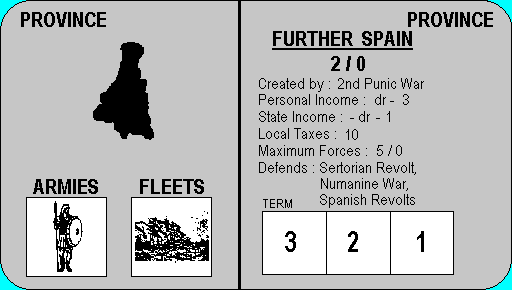 PROVINCE
ARMIES
FLEETS
PROVINCE
FURTHER SPAIN
2 / 0
Created by : 2nd Punic War
Personal Income : dr - 3
State Income : - dr - 1
Local Taxes : 10
Maximum Forces : 5 / 0
Defends : Sertorian Revolt,
Numanine War,
Spanish Revolts
TERM
3 2 1